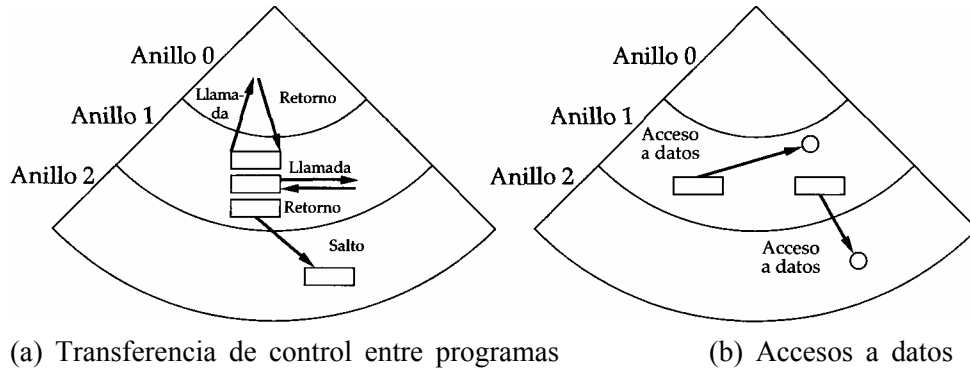 Anillo 0
Anillo 1
Anillo 2
Llama-
da
Retorno
Llamada
Retorno
Salto
Anillo 0
Anillo 1
Anillo 2
Acceso
a datos
Acceso
a datos
(a) Transferencia de control entre programas
(b) Accesos a datos